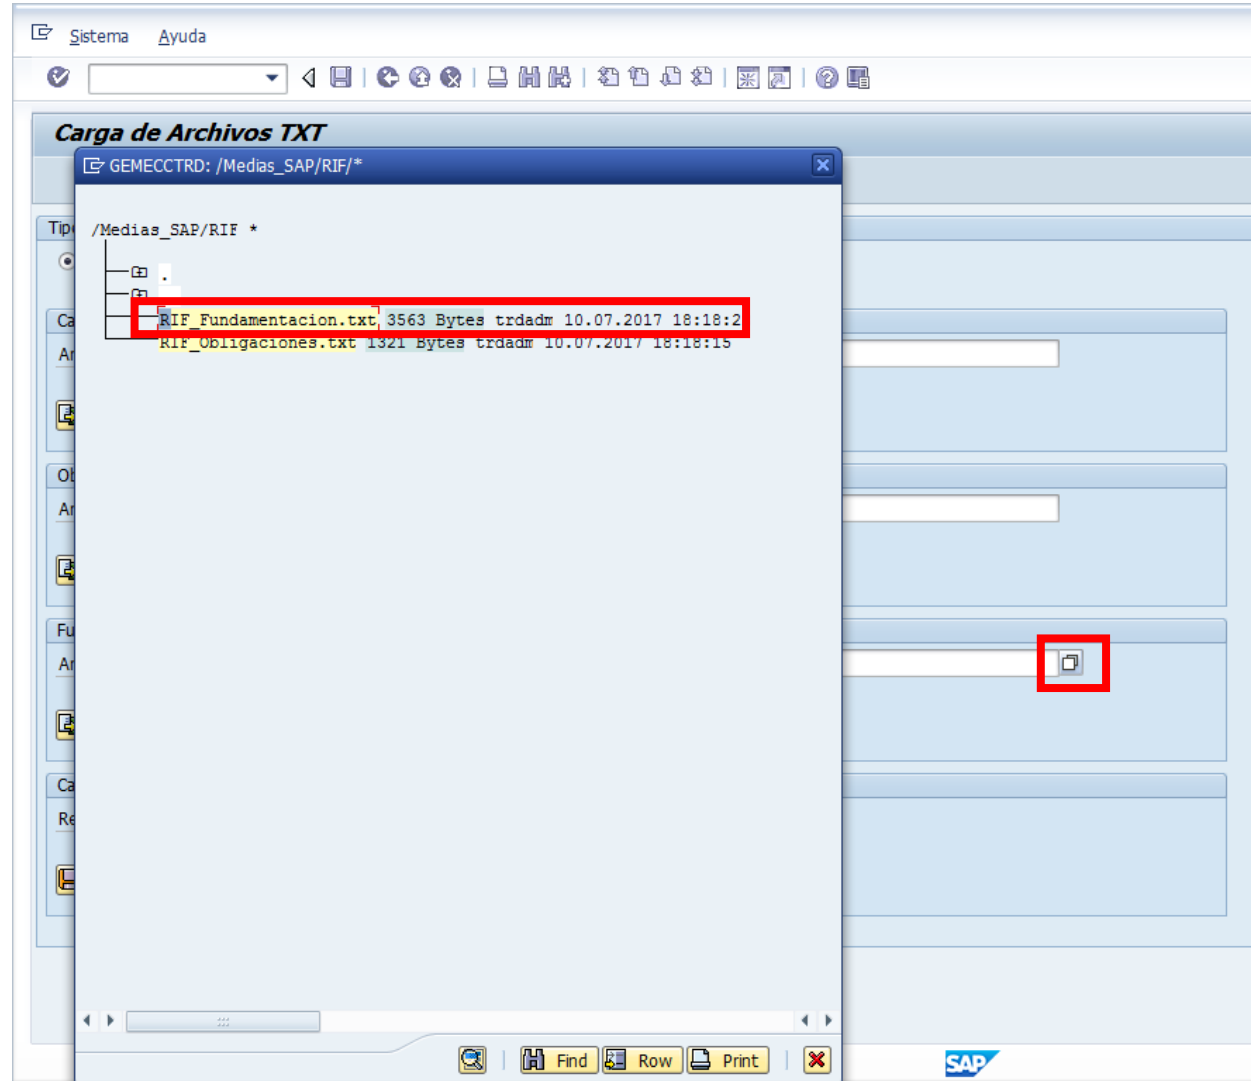 Sistema Ayuda
Carga de Archivos TXT
GEMECCTRD: /Medias_SAP/RIF/*
/Medias_SAP/RIF *
.
RIF_Fundamentacion.txt 3563 Bytes trdadm 10.07.2017 18:18:2
RIF_Obligaciones.txt 1321 Bytes trdadm 10.07.2017 18:18:15
Tip
Ca
Ar
Ob
Ar
Fu
Ar
Ca
Re
Find Row Print
SAP